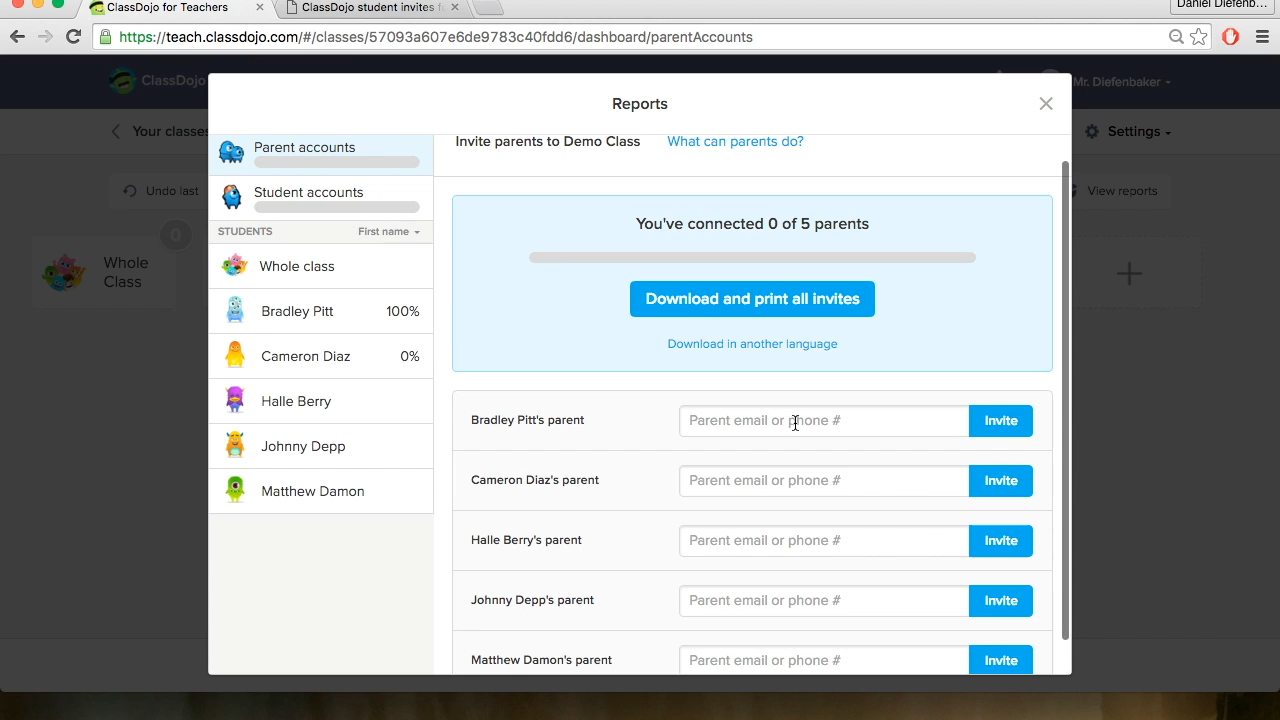 ClassDojo for Teachers
ClassDojo student invites f
Daniel Diefenb...
https://teach.classdojo.com/#/classes/57093a607e6de9783c40fdd6/dashboard/parentAccounts
ClassDojo
Mr. Diefenbaker
Reports
Your classes
Settings
Parent accounts
Invite parents to Demo Class
What can parents do?
Undo last
Student accounts
View reports
You've connected 0 of 5 parents
STUDENTS
First name
0
Whole Class
Whole class
Download and print all invites
Bradley Pitt 100%
Download in another language
Cameron Diaz 0%
Halle Berry
Johnny Depp
Matthew Damon
Bradley Pitt's parent
Parent email or phone #
Invite
Cameron Diaz's parent
Parent email or phone #
Invite
Halle Berry's parent
Parent email or phone #
Invite
Johnny Depp's parent
Parent email or phone #
Invite
Matthew Damon's parent
Parent email or phone #
Invite